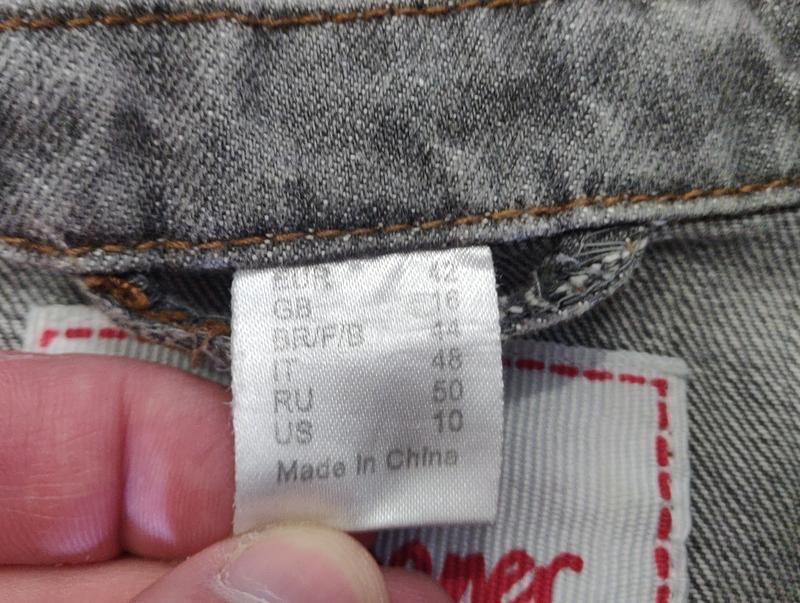 EUR 42
GB 16
BR/F/B 44
IT 48
RU 50
US 10
Made in China